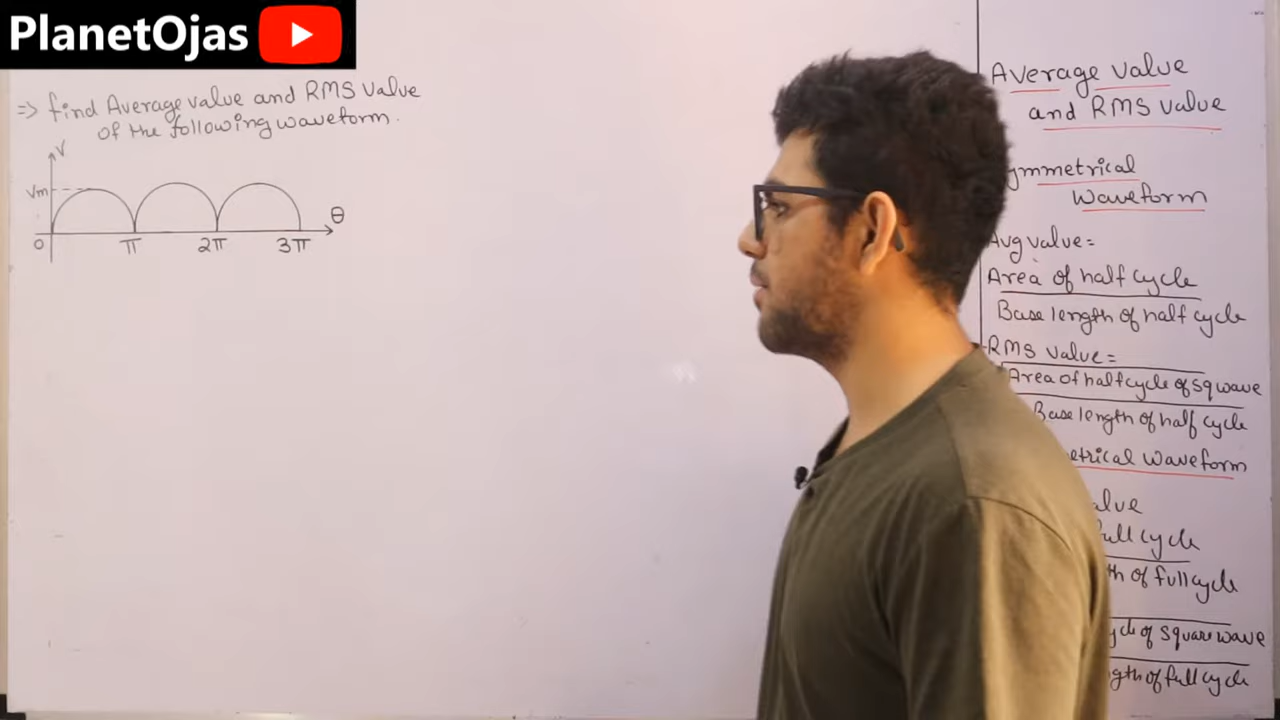 PlanetOjas
=> find Average value and RMS value
of the following waveform.
V
Vm
θ
0 π 2π 3π
Average value
and RMS value
ymmetrical
Waveform
Avg value=
Area of half cycle
Base length of half cycle
RMS value=
Area of half cycle of sq wave
Base length of half cycle
etrical waveform
alue
full cycle
th of full cycle
ycle of square wave
gth of full cycle